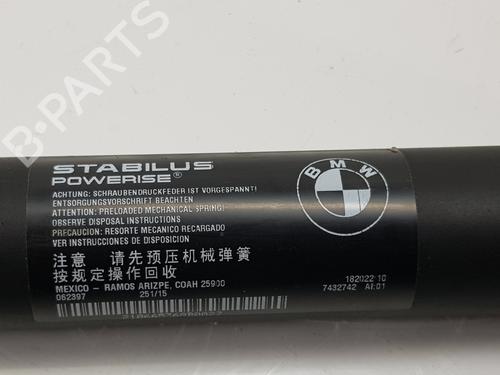 B-PARTS
STABILUS
POWERISE®
ACHTUNG: SCHRAUBENDRUCKFEDER IST VORGESPANNT!
ENTSORGUNGSVORSCHRIFT BEACHTEN
ATTENTION: PRELOADED MECHANICAL SPRING!
OBSERVE DISPOSAL INSTRUCTIONS
PRECAUCION: RESORTE MECANICO RECARGADO
VER INSTRUCCIONES DE DISPOSICION
注意 请先预压机械弹簧
按规定操作回收
MEXICO - RAMOS ARIZPE, COAH 25900
062397 251/15
BMW
182022 10
7432742 AI:01